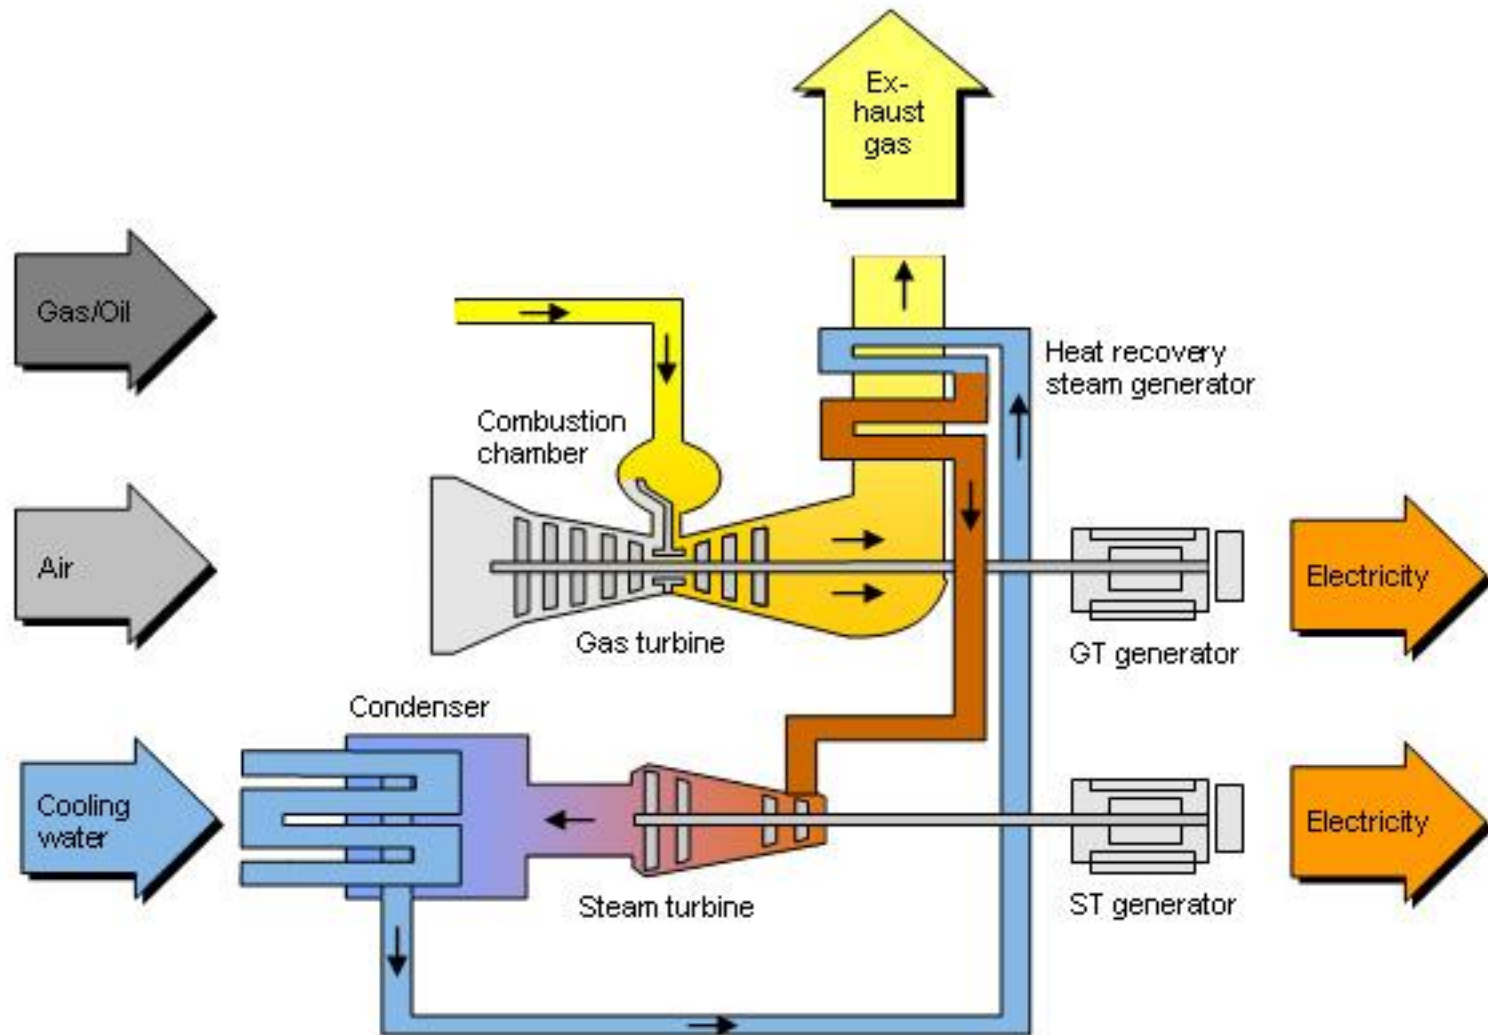 Ex-
haust
gas
Gas/Oil
Heat recovery
steam generator
Combustion
chamber
Air
Electricity
Gas turbine
GT generator
Condenser
Cooling
water
Electricity
Steam turbine
ST generator